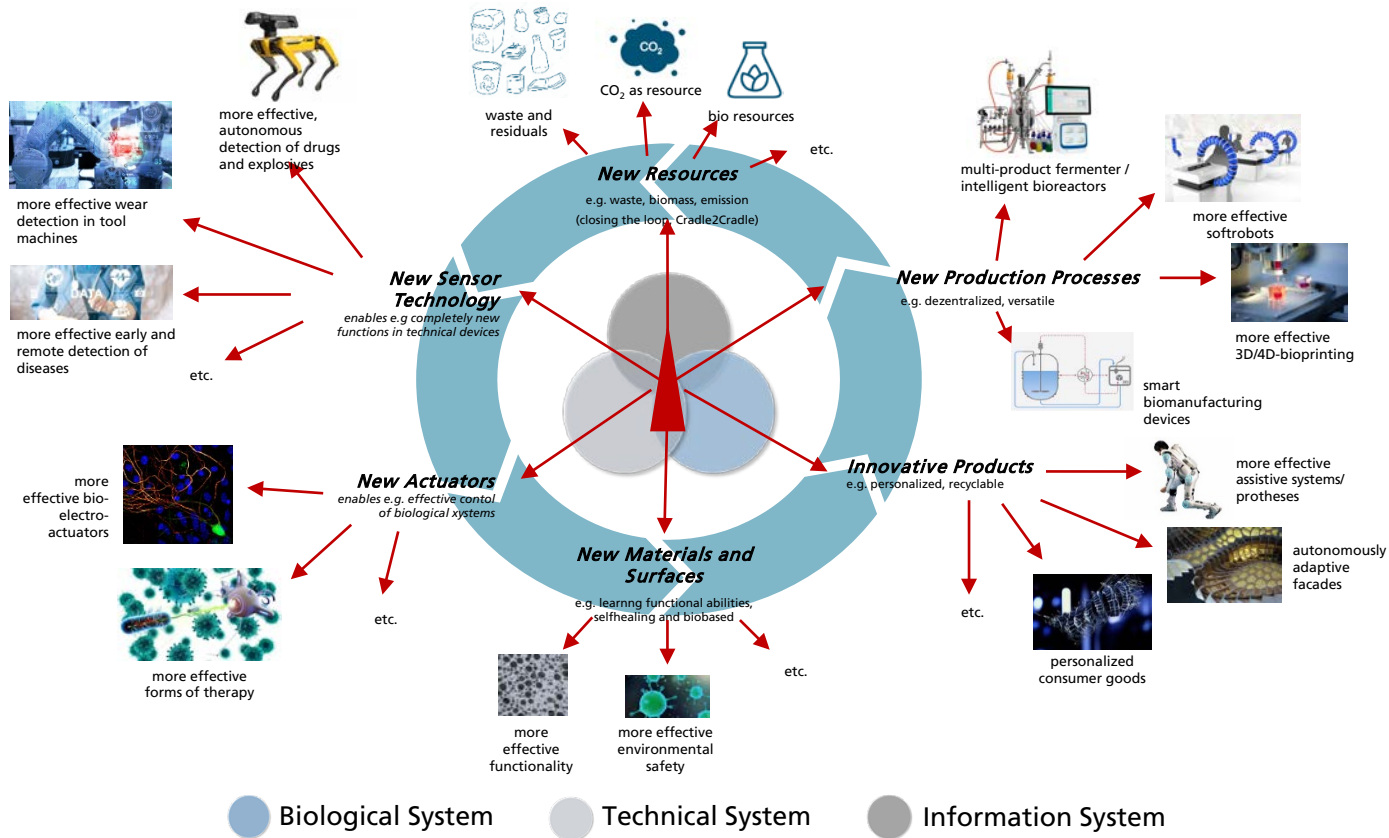 CO₂
CO₂ as resource
waste and
residuals
bio resources
etc.
more effective,
autonomous
detection of drugs
and explosives
more effective wear
detection in tool
machines
DATA
more effective early and
remote detection of
diseases
etc.
New Sensor
Technology
enables e.g completely new
functions in technical devices
New Resources
e.g. waste, biomass, emission
(closing the loop, Cradle2Cradle)
multi-product fermenter /
intelligent bioreactors
more effective
softrobots
New Production Processes
e.g. dezentralized, versatile
more effective
3D/4D-bioprinting
smart
biomanufacturing
devices
more
effective bio-
electro-
actuators
New Actuators
enables e.g. effective contol
of biological xystems
more effective
forms of therapy
etc.
Innovative Products
e.g. personalized, recyclable
more effective
assistive systems/
protheses
autonomously
adaptive
facades
etc.
personalized
consumer goods
New Materials and
Surfaces
e.g. learnng functional abilities,
selfhealing and biobased
etc.
more
effective
functionality
more effective
environmental
safety
Biological System
Technical System
Information System